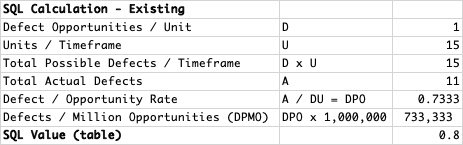 SQL Calculation - Existing
Defect Opportunities / Unit D 1
Units / Timeframe U 15
Total Possible Defects / Timeframe D x U 15
Total Actual Defects A 11
Defect / Opportunity Rate A / DU = DPO 0.7333
Defects / Million Opportunities (DPMO) DPO x 1,000,000 733,333
SQL Value (table) 0.8